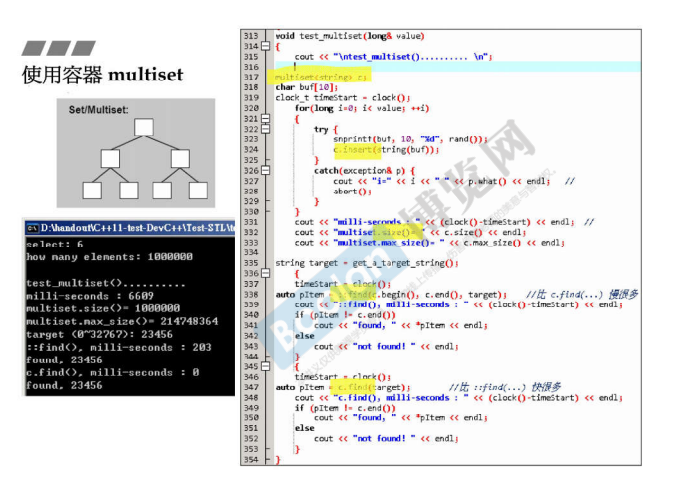 使用容器 multiset
Set/Multiset:
D:\handout\C++11-test-DevC++\Test-STL\
select: 6
how many elements: 1000000
test_multiset()..........
milli-seconds : 6609
multiset.size()= 1000000
multiset.max_size()= 214748364
target (0~32767): 23456
::find(), milli-seconds : 203
found, 23456
c.find(), milli-seconds : 0
found, 23456
313 void test_multiset(long& value)
314 {
315 cout << "\ntest_multiset().......... \n";
316
317 multiset<string> c;
318 char buf[10];
319 clock_t timeStart = clock();
320 for(long i=0; i< value; ++i)
321 {
322 try {
323 snprintf(buf, 10, "%d", rand());
324 c.insert(string(buf));
325 }
326 catch(exception& p) {
327 cout << "i=" << i << " " << p.what() << endl; //
328 abort();
329 }
330 }
331 cout << "milli-seconds : " << (clock()-timeStart) << endl; //
332 cout << "multiset.size()= " << c.size() << endl;
333 cout << "multiset.max_size()= " << c.max_size() << endl;
334
335 string target = get_a_target_string();
336 {
337 timeStart = clock();
338 auto pItem = ::find(c.begin(), c.end(), target); //比 c.find(...) 慢很多
339 cout << "::find(), milli-seconds : " << (clock()-timeStart) << endl;
340 if (pItem != c.end())
341 cout << "found, " << *pItem << endl;
342 else
343 cout << "not found! " << endl;
344 }
345 {
346 timeStart = clock();
347 auto pItem = c.find(target); //比 ::find(...) 快很多
348 cout << "c.find(), milli-seconds : " << (clock()-timeStart) << endl;
349 if (pItem != c.end())
350 cout << "found, " << *pItem << endl;
351 else
352 cout << "not found! " << endl;
353 }
354 }
博览网